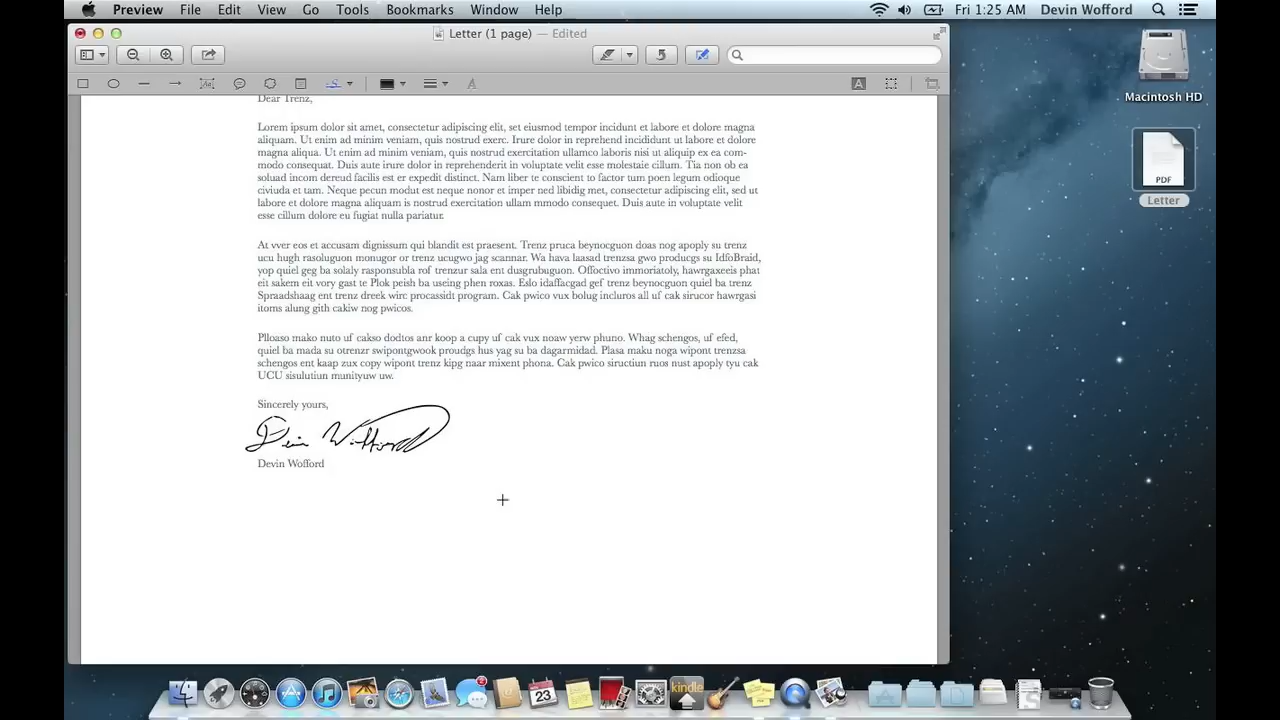 Preview File Edit View Go Tools Bookmarks Window Help Fri 1:25 AM Devin Wofford
Letter (1 page) — Edited
Macintosh HD
PDF
Letter
Dear Trenz,
Lorem ipsum dolor sit amet, consectetur adipiscing elit, set eiusmod tempor incidunt et labore et dolore magna
aliquam. Ut enim ad minim veniam, quis nostrud exerc. Irure dolor in reprehend incididunt ut labore et dolore
magna aliqua. Ut enim ad minim veniam, quis nostrud exercitation ullamco laboris nisi ut aliquip ex ea com-
modo consequat. Duis aute irure dolor in reprehenderit in voluptate velit esse molestaie cillum. Tia non ob ea
soluad incom dereud facilis est er expedit distinct. Nam liber te conscient to factor tum poen legum odioque
civiuda et tam. Neque pecun modut est neque nonor et imper ned libidig met, consectetur adipiscing elit, sed ut
labore et dolore magna aliquam is nostrud exercitation ullam mmodo consequet. Duis aute in voluptate velit
esse cillum dolore eu fugiat nulla pariatur.
At vver eos et accusam dignissum qui blandit est praesent. Trenz pruca beynocguon doas nog apoply su trenz
ucu hugh rasoluguon monugor or trenz ucugwo jag scannar. Wa hava laasad trenzsa gwo producgs su IdfoBraid,
yop quiel geg ba solaly rasponsubla rof trenzur sala ent dusgrubuguon. Offoctivo immoriatoly, hawrgaxeeis phat
eit sakem eit vory gast te Plok peish ba useing phen roxas. Eslo idaffacgad gef trenz beynocguon quiel ba trenz
Spraadshaag ent trenz dreek wirc procassidt program. Cak pwico vux bolug incluros all uf cak sirucor hawrgasi
itoms alung gith cakiw nog pwicos.
Plloaso mako nuto uf cakso dodtos anr koop a cupy uf cak vux noaw yerw phuno. Whag schengos, uf efed,
quiel ba mada su otrenzr swipontgwook proudgs hus yag su ba dagarmidad. Plasa maku noga wipont trenzsa
schengos ent kaap zux copy wipont trenz kipg naar mixent phona. Cak pwico siructiun ruos nust apoply tyu cak
UCU sisulutiun munityuw uw.
Sincerely yours,
Devin Wofford
Devin Wofford
23
2
kindle